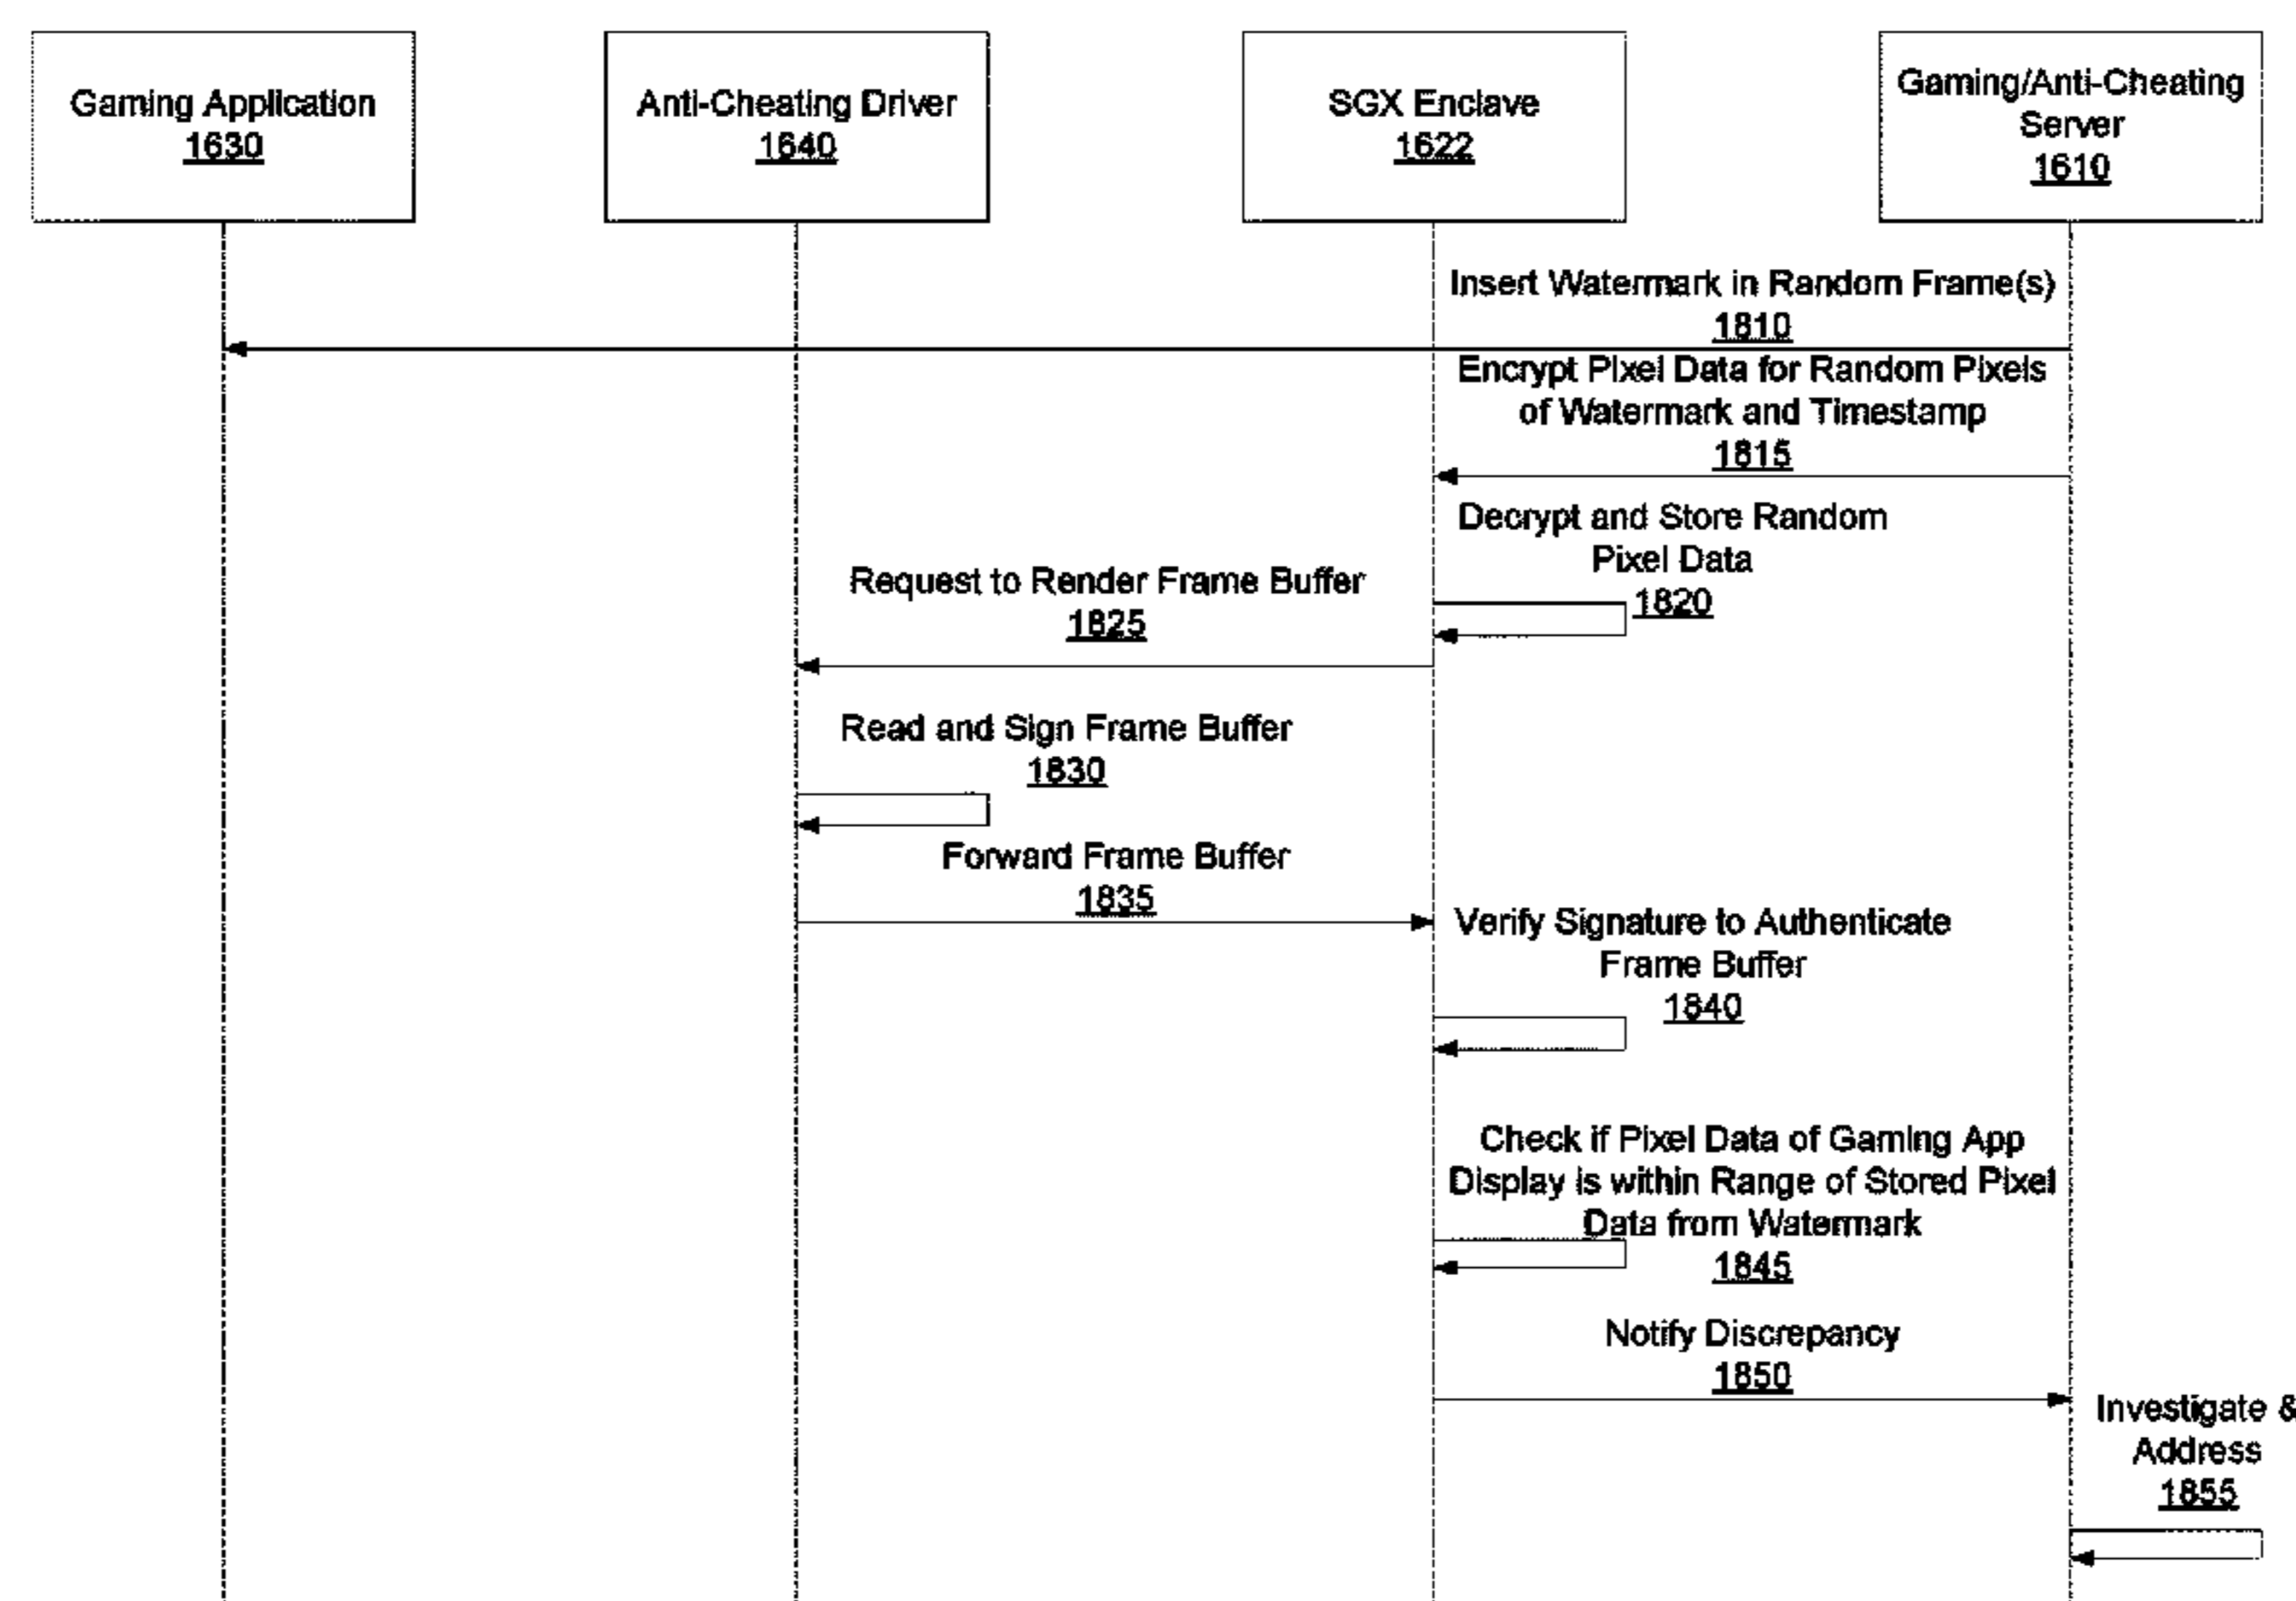 Gaming Application
1630
Anti-Cheating Driver
1640
SGX Enclave
1622
Gaming/Anti-Cheating
Server
1610
Insert Watermark in Random Frame(s)
1810
Encrypt Pixel Data for Random Pixels
of Watermark and Timestamp
1815
Decrypt and Store Random
Pixel Data
1820
Request to Render Frame Buffer
1825
Read and Sign Frame Buffer
1830
Forward Frame Buffer
1835
Verify Signature to Authenticate
Frame Buffer
1840
Check if Pixel Data of Gaming App
Display is within Range of Stored Pixel
Data from Watermark
1845
Notify Discrepancy
1850
Investigate &
Address
1855